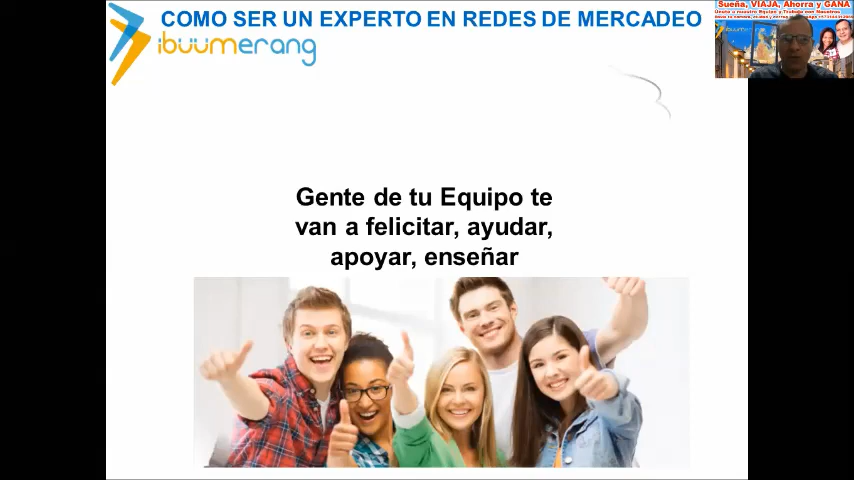 COMO SER UN EXPERTO EN REDES DE MERCADEO
ibüümerang
Sueña, VIAJA, Ahorra y GANA
Gente de tu Equipo te
van a felicitar, ayudar,
apoyar, enseñar